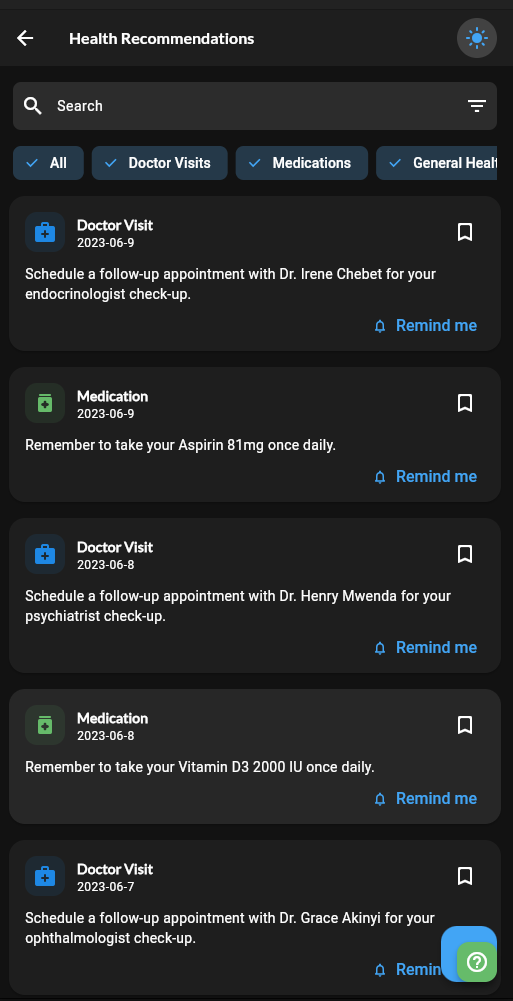 Health Recommendations
Search
All
Doctor Visits
Medications
General Healt
Doctor Visit
2023-06-9
Schedule a follow-up appointment with Dr. Irene Chebet for your
endocrinologist check-up.
Remind me
Medication
2023-06-9
Remember to take your Aspirin 81mg once daily.
Remind me
Doctor Visit
2023-06-8
Schedule a follow-up appointment with Dr. Henry Mwenda for your
psychiatrist check-up.
Remind me
Medication
2023-06-8
Remember to take your Vitamin D3 2000 IU once daily.
Remind me
Doctor Visit
2023-06-7
Schedule a follow-up appointment with Dr. Grace Akinyi for your
ophthalmologist check-up.
Remin